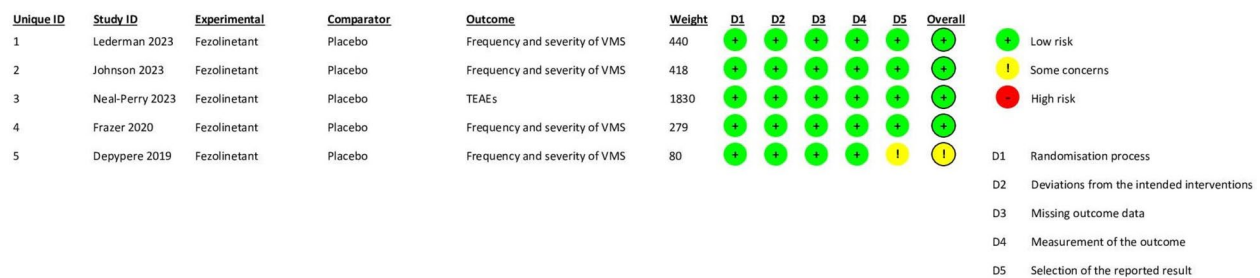 Unique ID Study ID Experimental Comparator Outcome Weight D1 D2 D3 D4 D5 Overall
1 Lederman 2023 Fezolinetant Placebo Frequency and severity of VMS 440 + + + + + + + Low risk
2 Johnson 2023 Fezolinetant Placebo Frequency and severity of VMS 418 + + + + + + ! Some concerns
3 Neal-Perry 2023 Fezolinetant Placebo TEAEs 1830 + + + + + + - High risk
4 Frazer 2020 Fezolinetant Placebo Frequency and severity of VMS 279 + + + + + +
5 Depypere 2019 Fezolinetant Placebo Frequency and severity of VMS 80 + + + + ! !
D1 Randomisation process
D2 Deviations from the intended interventions
D3 Missing outcome data
D4 Measurement of the outcome
D5 Selection of the reported result